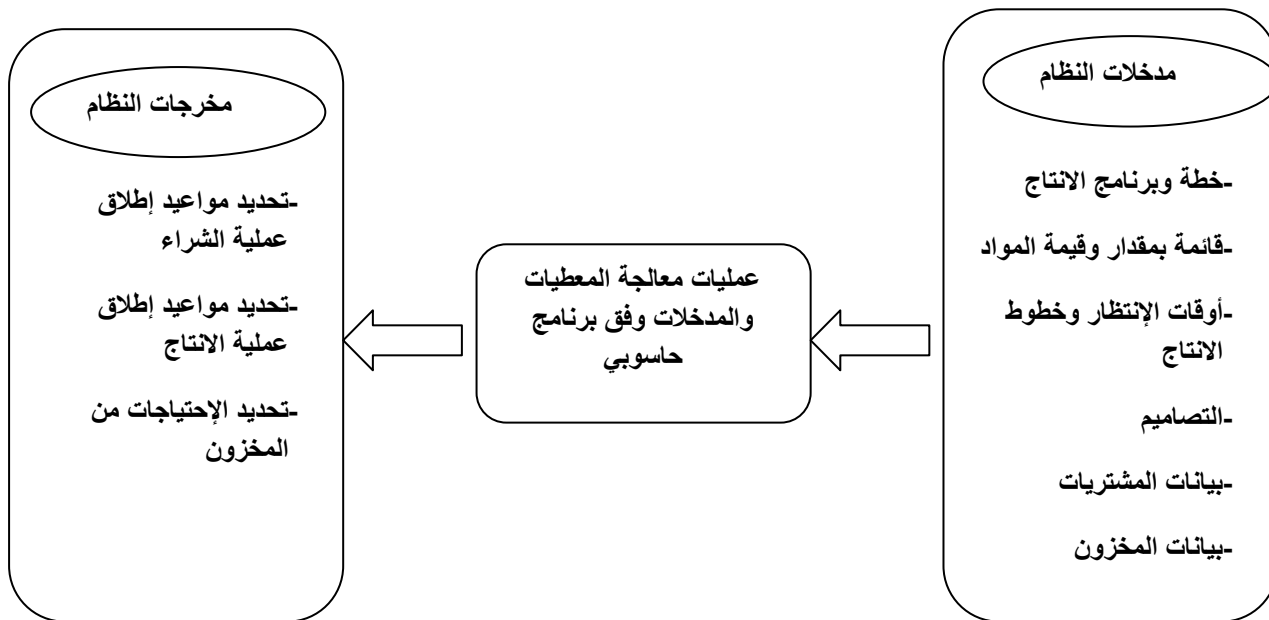 مدخلات النظام
-خطة وبرنامج الانتاج
-قائمة بمقدار وقيمة المواد
-أوقات الإنتظار وخطوط
الانتاج
-التصاميم
-بيانات المشتريات
-بيانات المخزون
عمليات معالجة المعطيات
والمدخلات وفق برنامج
حاسوبي
مخرجات النظام
-تحديد مواعيد إطلاق
عملية الشراء
-تحديد مواعيد إطلاق
عملية الانتاج
-تحديد الإحتياجات من
المخزون